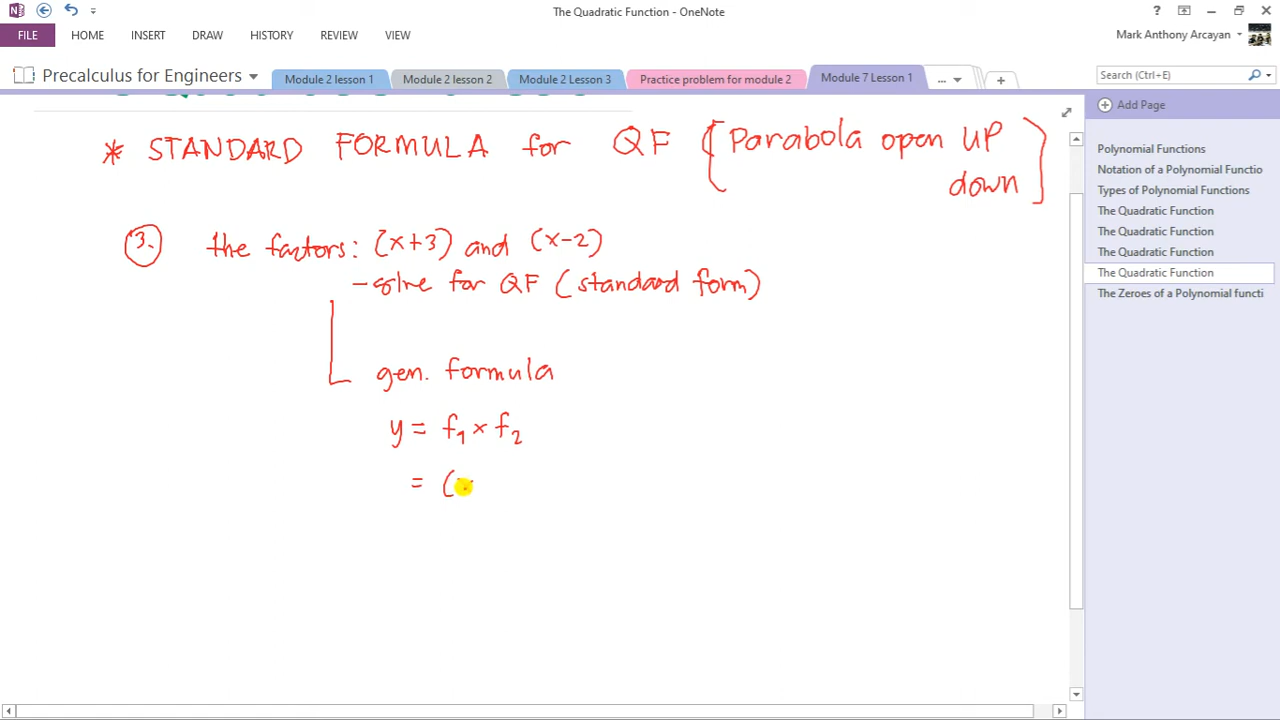 The Quadratic Function - OneNote
FILE HOME INSERT DRAW HISTORY REVIEW VIEW
Mark Anthony Arcayan
Precalculus for Engineers
Module 2 lesson 1
Module 2 lesson 2
Module 2 Lesson 3
Practice problem for module 2
Module 7 Lesson 1
...
Search (Ctrl+E)
* STANDARD FORMULA for QF {Parabola open UP
down}
3. the factors: (x+3) and (x-2)
- solve for QF (standard form)
gen. formula
y = f1 × f2
= (
Add Page
Polynomial Functions
Notation of a Polynomial Functio
Types of Polynomial Functions
The Quadratic Function
The Quadratic Function
The Quadratic Function
The Quadratic Function
The Zeroes of a Polynomial functi